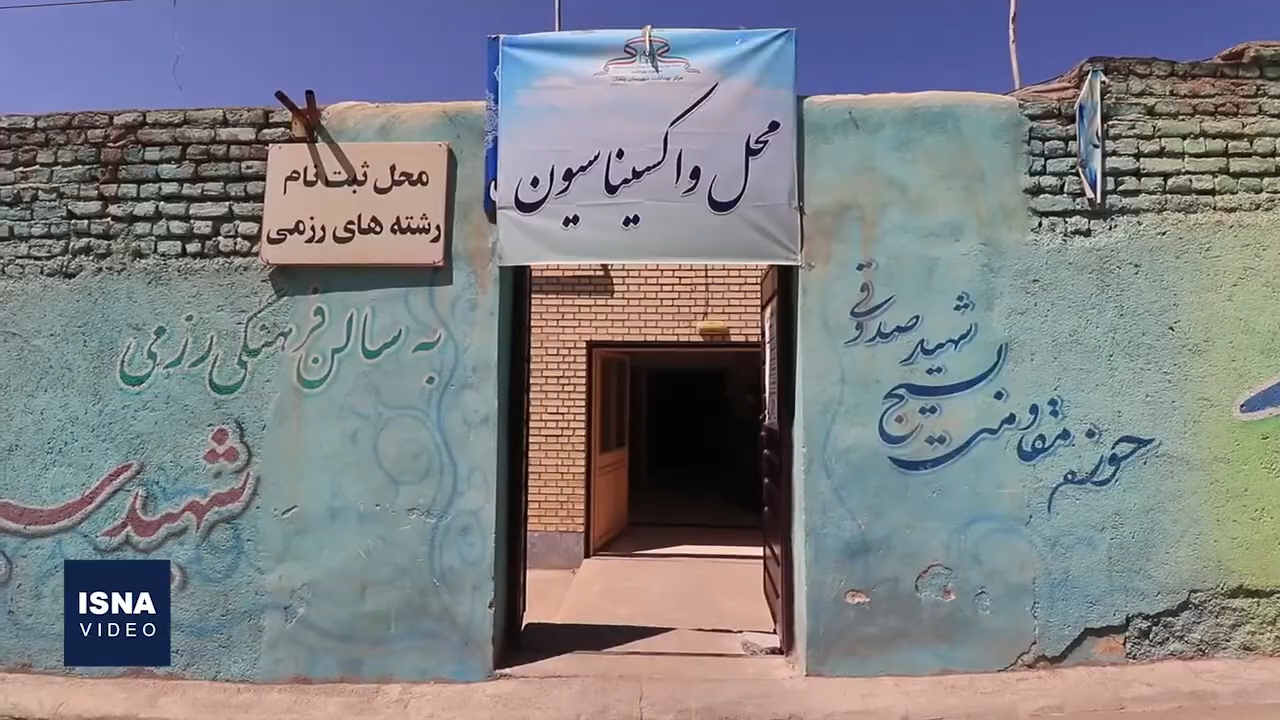 محل واکسیناسیون
محل ثبت نام
رشته های رزمی
به سالن فرهنگی رزمی
شهید
حوزه مقاومت
بسیج
شهید صدوقی
ISNA
VIDEO